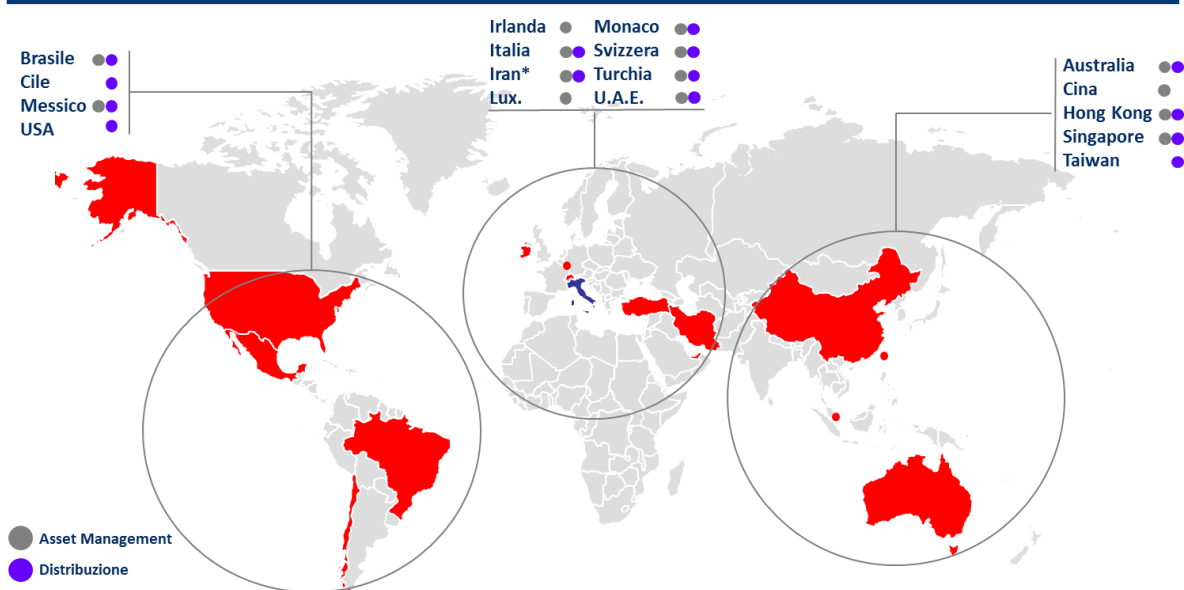 Brasile
Cile
Messico
USA
Irlanda Monaco
Italia Svizzera
Iran* Turchia
Lux. U.A.E.
Australia
Cina
Hong Kong
Singapore
Taiwan
Asset Management
Distribuzione